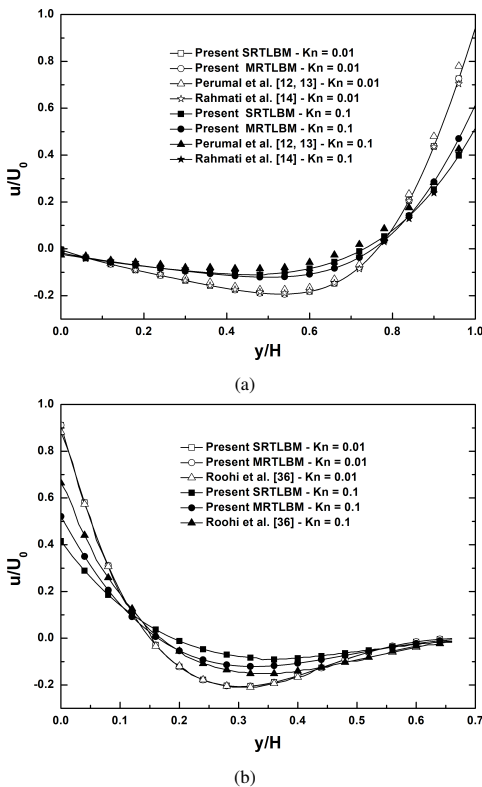 1.0
0.8
0.6
0.4
0.2
0.0
-0.2
u/U0
Present SRTLBM - Kn = 0.01
Present MRTLBM - Kn = 0.01
Perumal et al. [12, 13] - Kn = 0.01
Rahmati et al. [14] - Kn = 0.01
Present SRTLBM - Kn = 0.1
Present MRTLBM - Kn = 0.1
Perumal et al. [12, 13] - Kn = 0.1
Rahmati et al. [14] - Kn = 0.1
0.0 0.2 0.4 0.6 0.8 1.0
y/H
(a)
1.0
0.8
0.6
0.4
0.2
0.0
-0.2
u/U0
Present SRTLBM - Kn = 0.01
Present MRTLBM - Kn = 0.01
Roohi et al. [36] - Kn = 0.01
Present SRTLBM - Kn = 0.1
Present MRTLBM - Kn = 0.1
Roohi et al. [36] - Kn = 0.1
0.0 0.1 0.2 0.3 0.4 0.5 0.6 0.7
y/H
(b)